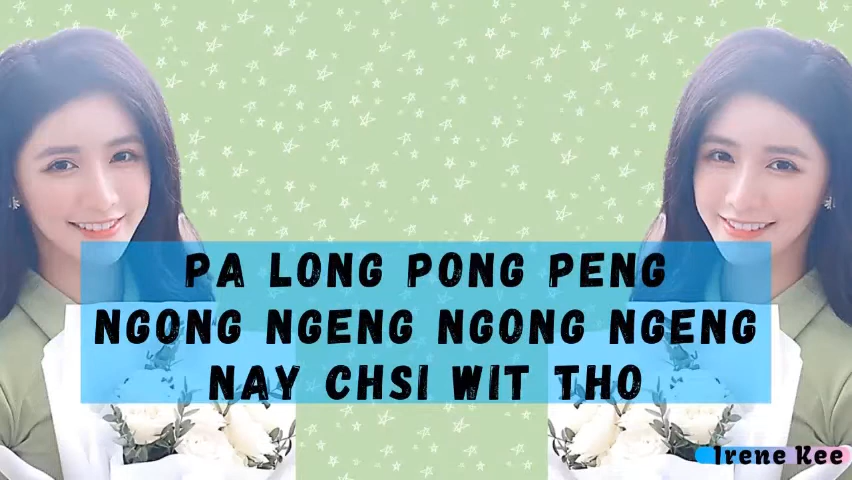 PA LONG PONG PENG
NGONG NGENG NGONG NGENG
NAY CHSI WIT THO
Irene Kee